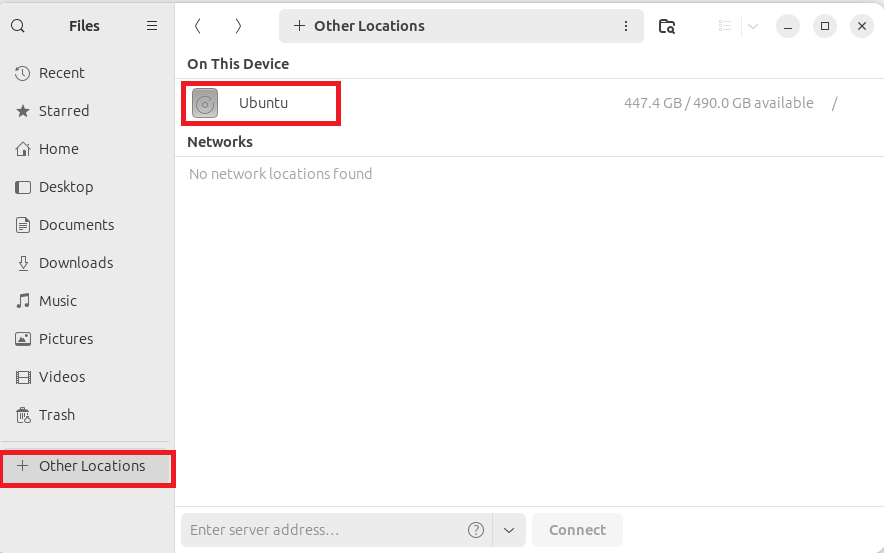 Files
Other Locations
Recent
Starred
Home
Desktop
Documents
Downloads
Music
Pictures
Videos
Trash
Other Locations
On This Device
Ubuntu 447.4 GB / 490.0 GB available /
Networks
No network locations found
Enter server address… ? Connect